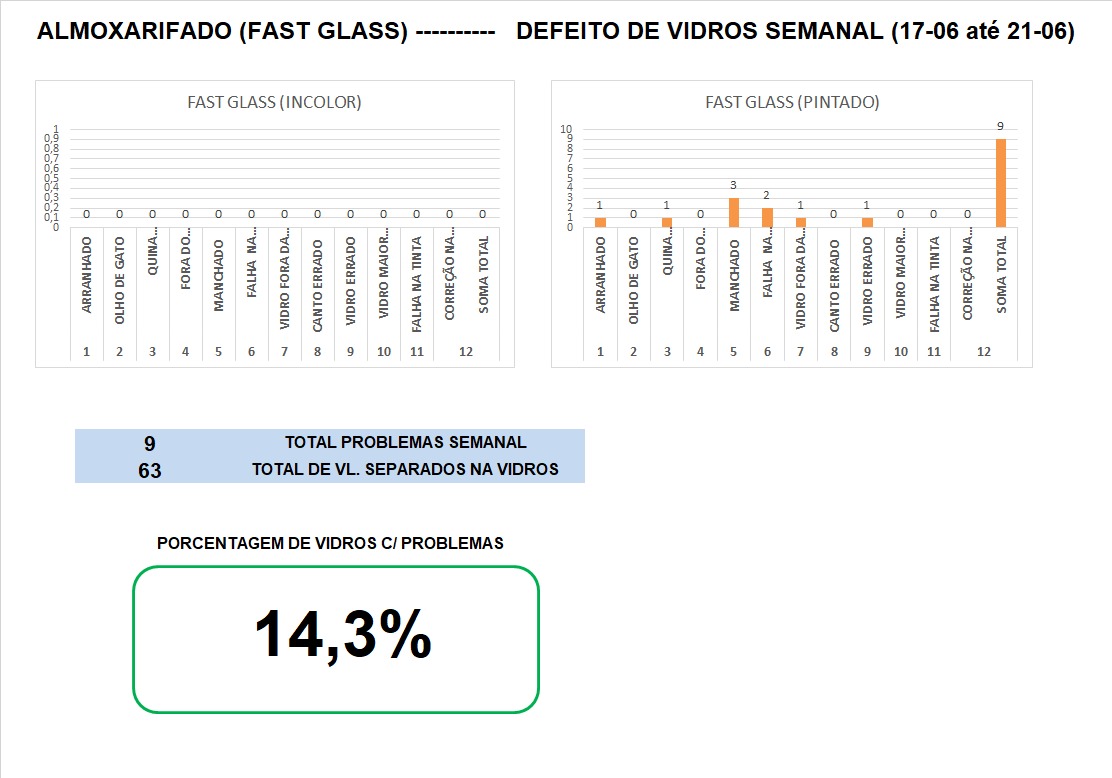 ALMOXARIFADO (FAST GLASS) ---------- DEFEITO DE VIDROS SEMANAL (17-06 até 21-06)
FAST GLASS (INCOLOR)
1
0,9
0,8
0,7
0,6
0,5
0,4
0,3
0,2
0,1
0
0 0 0 0 0 0 0 0 0 0 0 0 0
ARRANHADO
OLHO DE GATO
QUINA...
FORA DO...
MANCHADO
FALHA NA...
VIDRO FORA DA...
CANTO ERRADO
VIDRO ERRADO
VIDRO MAIOR...
FALHA NA TINTA
CORREÇÃO NA...
SOMA TOTAL
1 2 3 4 5 6 7 8 9 10 11 12
FAST GLASS (PINTADO)
10
9
8
7
6
5
4
3
2
1
0
1 0 1 0 3 2 1 0 1 0 0 0 9
ARRANHADO
OLHO DE GATO
QUINA...
FORA DO...
MANCHADO
FALHA NA...
VIDRO FORA DA...
CANTO ERRADO
VIDRO ERRADO
VIDRO MAIOR...
FALHA NA TINTA
CORREÇÃO NA...
SOMA TOTAL
1 2 3 4 5 6 7 8 9 10 11 12
9 TOTAL PROBLEMAS SEMANAL
63 TOTAL DE VL. SEPARADOS NA VIDROS
PORCENTAGEM DE VIDROS C/ PROBLEMAS
14,3%